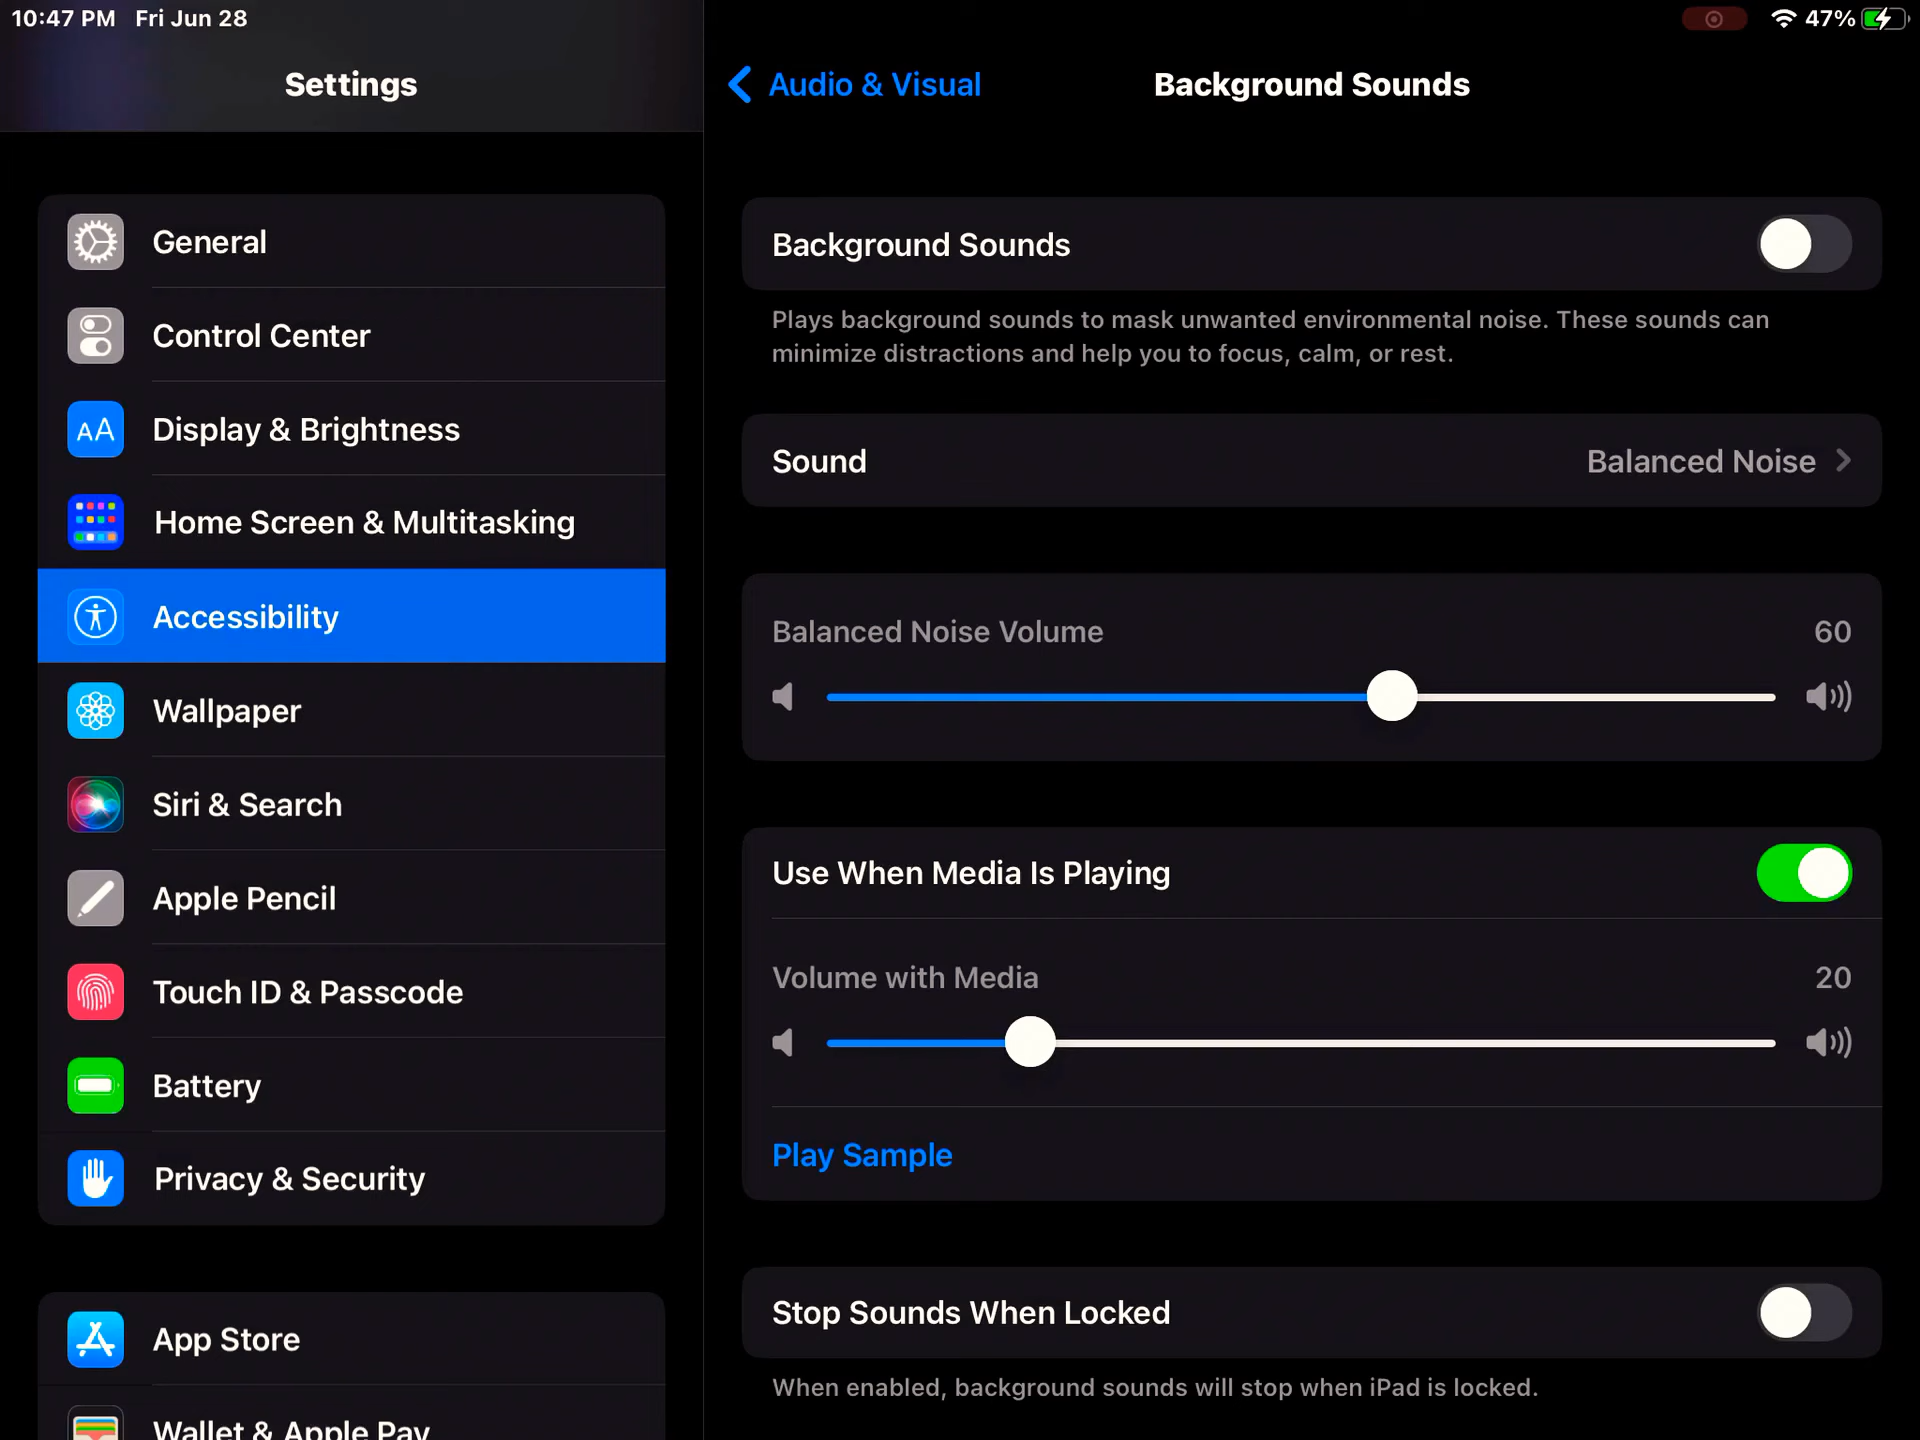 10:47 PM Fri Jun 28
47%
Settings
General
Control Center
AA Display & Brightness
Home Screen & Multitasking
Accessibility
Wallpaper
Siri & Search
Apple Pencil
Touch ID & Passcode
Battery
Privacy & Security
App Store
Wallet & Apple Pay
Audio & Visual
Background Sounds
Background Sounds
Plays background sounds to mask unwanted environmental noise. These sounds can
minimize distractions and help you to focus, calm, or rest.
Sound Balanced Noise
Balanced Noise Volume 60
Use When Media Is Playing
Volume with Media 20
Play Sample
Stop Sounds When Locked
When enabled, background sounds will stop when iPad is locked.